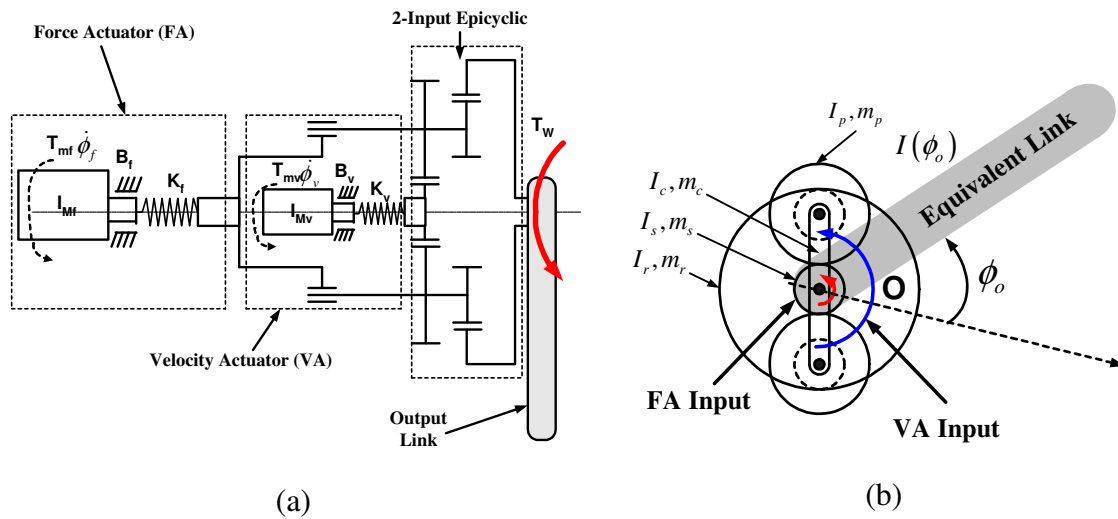 2-Input Epicyclic
Force Actuator (FA)
T_mf φ̇_f
B_f
K_f
I_Mf
T_mv φ̇_v
B_v
K_v
I_Mv
T_W
Velocity Actuator (VA)
Output
Link
(a)
I_p, m_p
I(φ_o)
I_c, m_c
I_s, m_s
I_r, m_r
Equivalent Link
O
φ_o
FA Input
VA Input
(b)